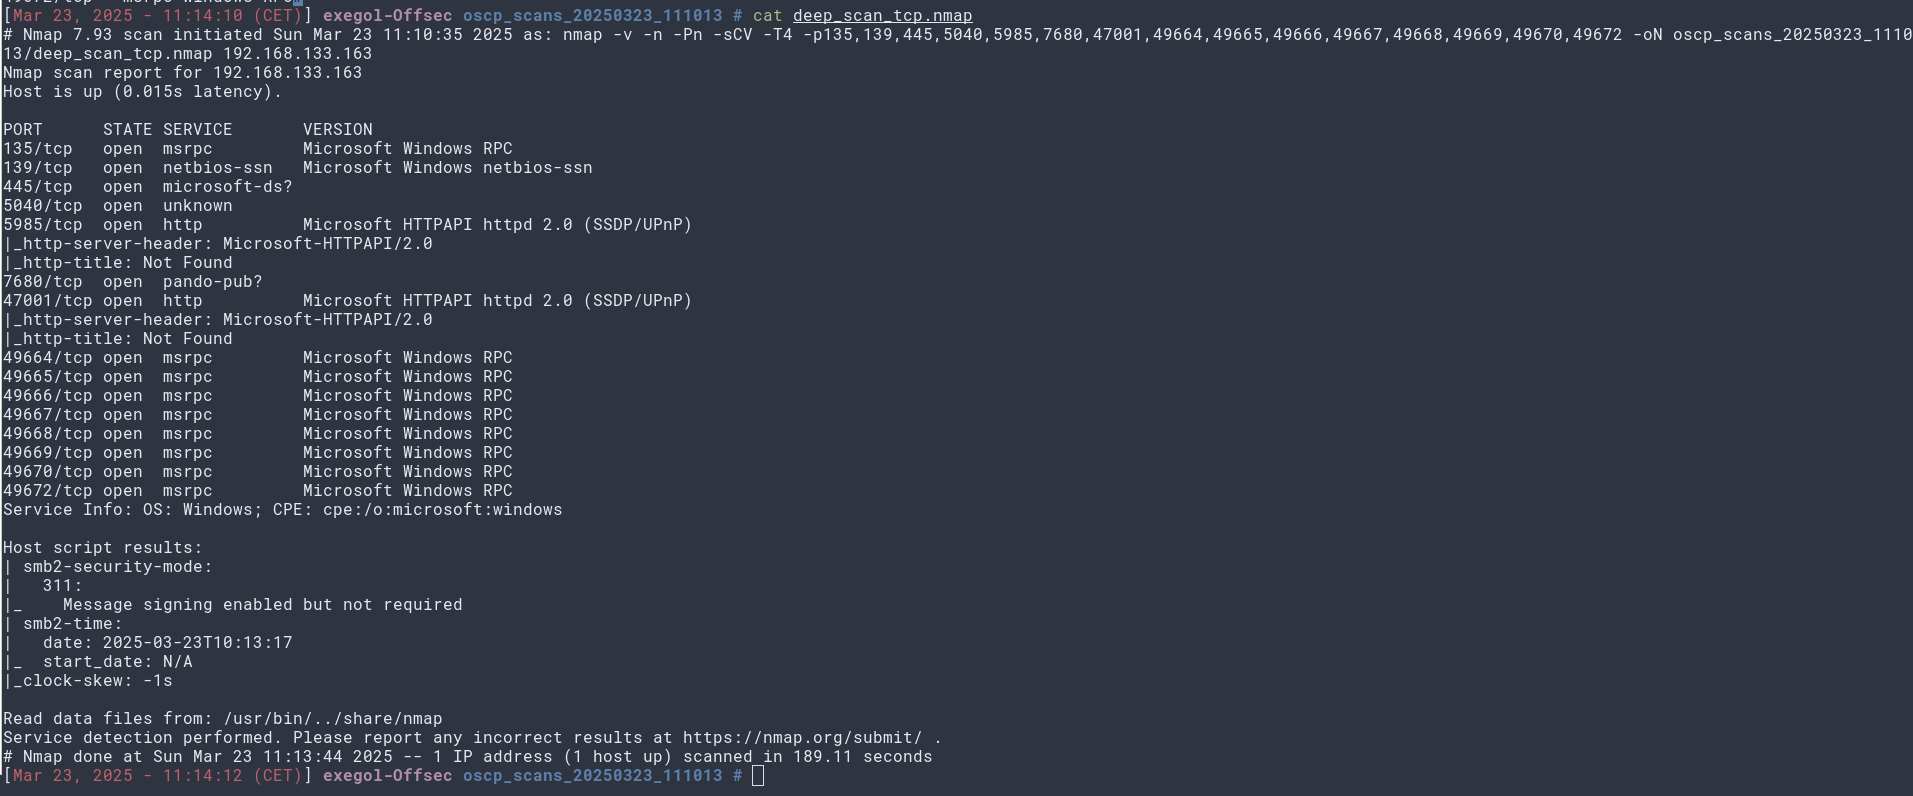 [Mar 23, 2025 - 11:14:10 (CET)] exegol-Offsec oscp_scans_20250323_111013 # cat deep_scan_tcp.nmap
# Nmap 7.93 scan initiated Sun Mar 23 11:10:35 2025 as: nmap -v -n -Pn -sCV -T4 -p135,139,445,5040,5985,7680,47001,49664,49665,49666,49667,49668,49669,49670,49672 -oN oscp_scans_20250323_1110
13/deep_scan_tcp.nmap 192.168.133.163
Nmap scan report for 192.168.133.163
Host is up (0.015s latency).
PORT      STATE SERVICE       VERSION
135/tcp   open  msrpc         Microsoft Windows RPC
139/tcp   open  netbios-ssn   Microsoft Windows netbios-ssn
445/tcp   open  microsoft-ds?
5040/tcp  open  unknown
5985/tcp  open  http          Microsoft HTTPAPI httpd 2.0 (SSDP/UPnP)
|_http-server-header: Microsoft-HTTPAPI/2.0
|_http-title: Not Found
7680/tcp  open  pando-pub?
47001/tcp open  http          Microsoft HTTPAPI httpd 2.0 (SSDP/UPnP)
|_http-server-header: Microsoft-HTTPAPI/2.0
|_http-title: Not Found
49664/tcp open  msrpc         Microsoft Windows RPC
49665/tcp open  msrpc         Microsoft Windows RPC
49666/tcp open  msrpc         Microsoft Windows RPC
49667/tcp open  msrpc         Microsoft Windows RPC
49668/tcp open  msrpc         Microsoft Windows RPC
49669/tcp open  msrpc         Microsoft Windows RPC
49670/tcp open  msrpc         Microsoft Windows RPC
49672/tcp open  msrpc         Microsoft Windows RPC
Service Info: OS: Windows; CPE: cpe:/o:microsoft:windows
Host script results:
| smb2-security-mode:
|   311:
|_    Message signing enabled but not required
| smb2-time:
|   date: 2025-03-23T10:13:17
|_  start_date: N/A
|_clock-skew: -1s
Read data files from: /usr/bin/../share/nmap
Service detection performed. Please report any incorrect results at https://nmap.org/submit/ .
# Nmap done at Sun Mar 23 11:13:44 2025 -- 1 IP address (1 host up) scanned in 189.11 seconds
[Mar 23, 2025 - 11:14:12 (CET)] exegol-Offsec oscp_scans_20250323_111013 #